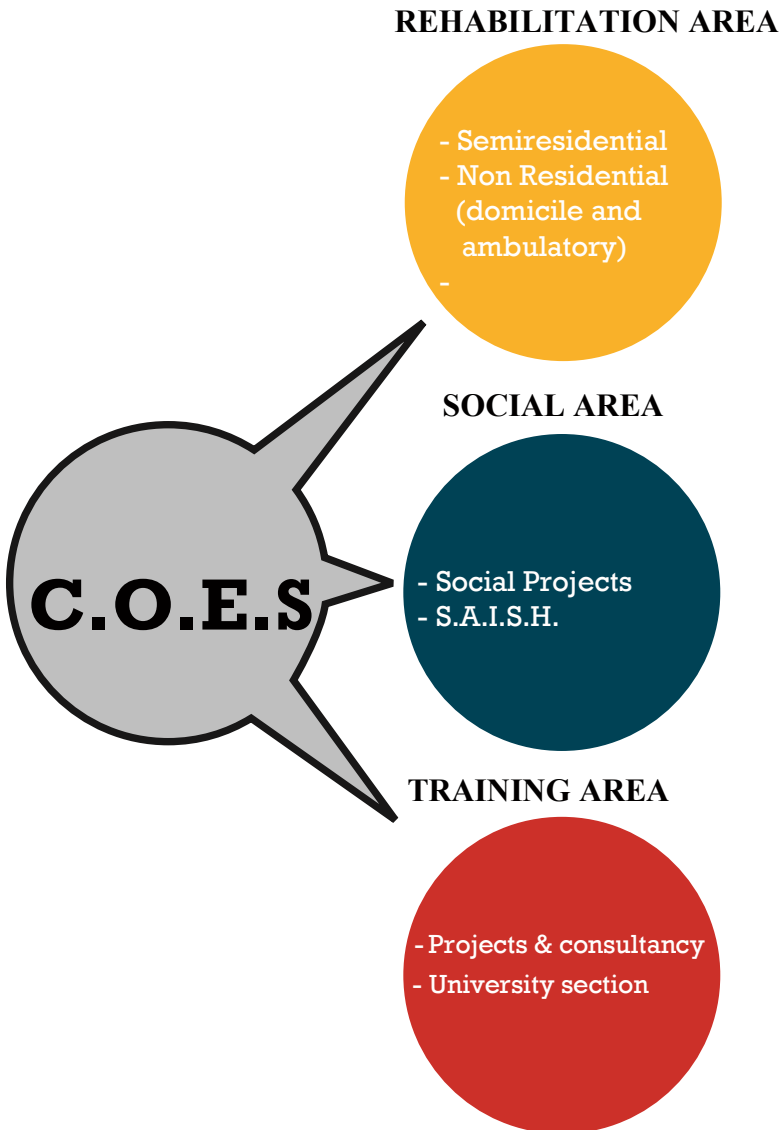 REHABILITATION AREA
- Semiresidential
- Non Residential
(domicile and
ambulatory)
-
SOCIAL AREA
C.O.E.S
- Social Projects
- S.A.I.S.H.
TRAINING AREA
- Projects & consultancy
- University section